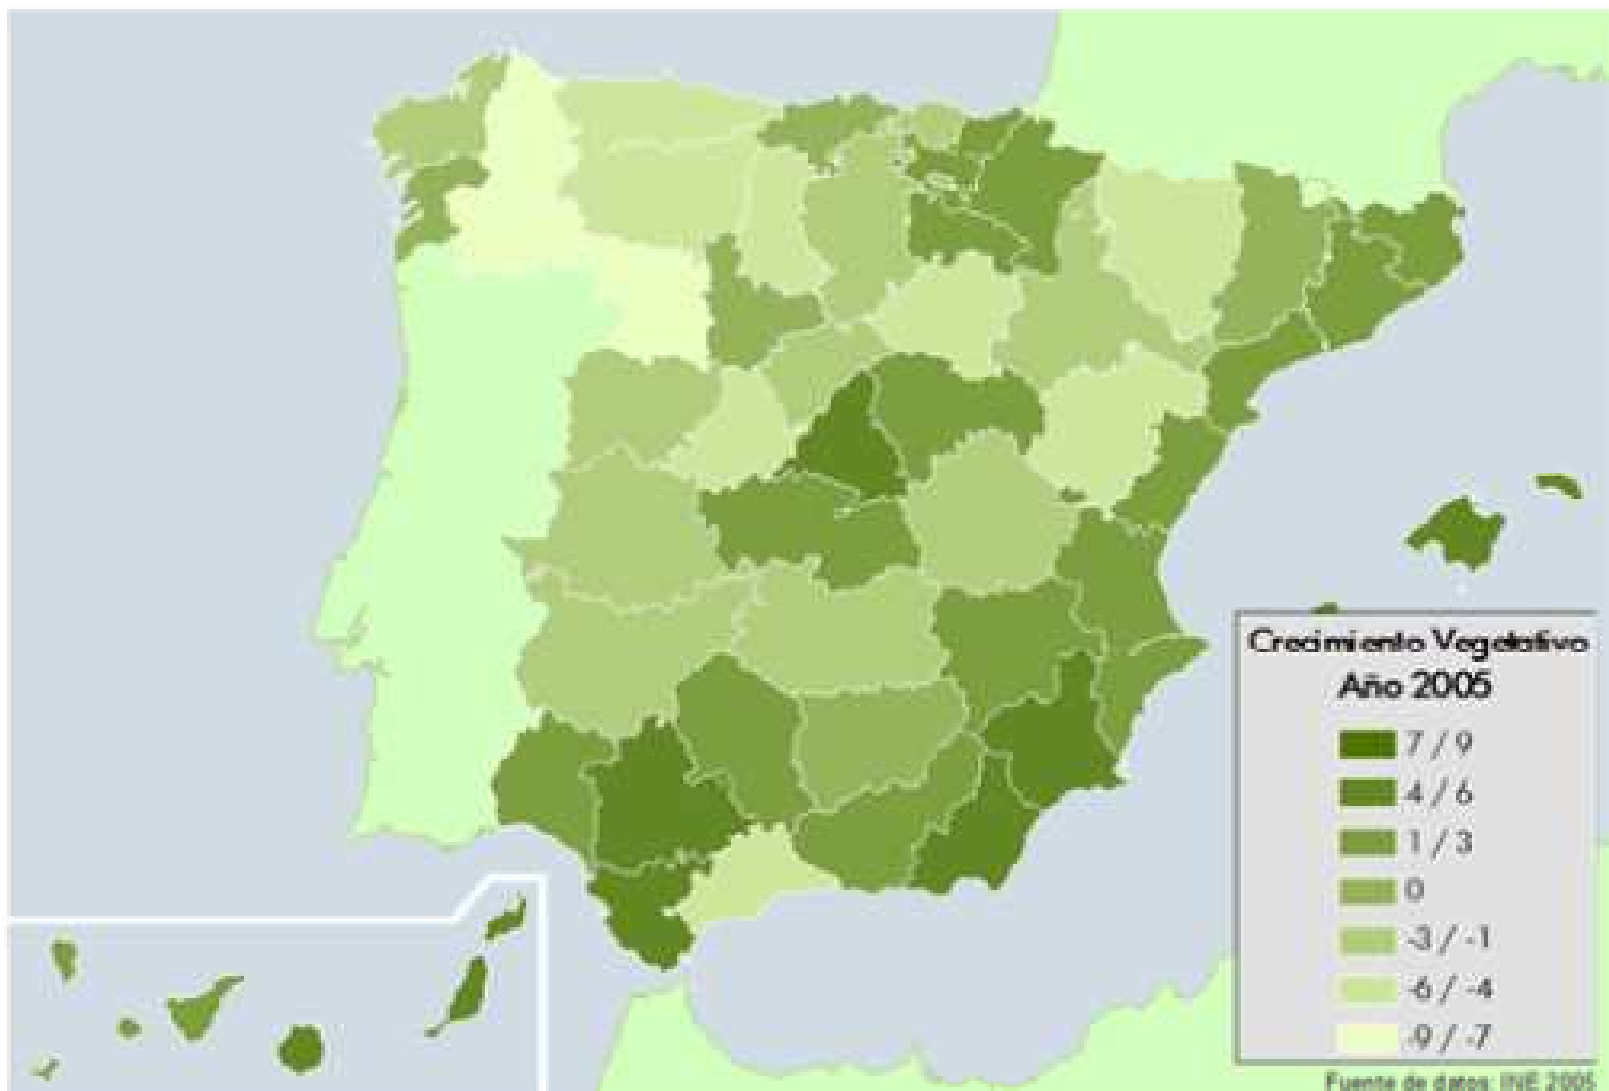 Crecimiento Vegetativo
Año 2005
7 / 9
4 / 6
1 / 3
0
-3 / -1
-6 / -4
-9 / -7
Fuente de datos: INE 2005